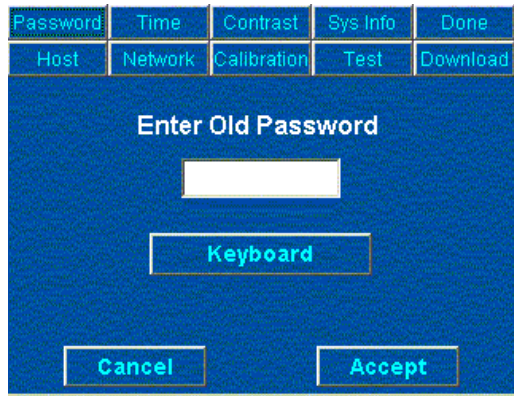 Password Time Contrast Sys Info Done
Host Network Calibration Test Download
Enter Old Password
Keyboard
Cancel Accept